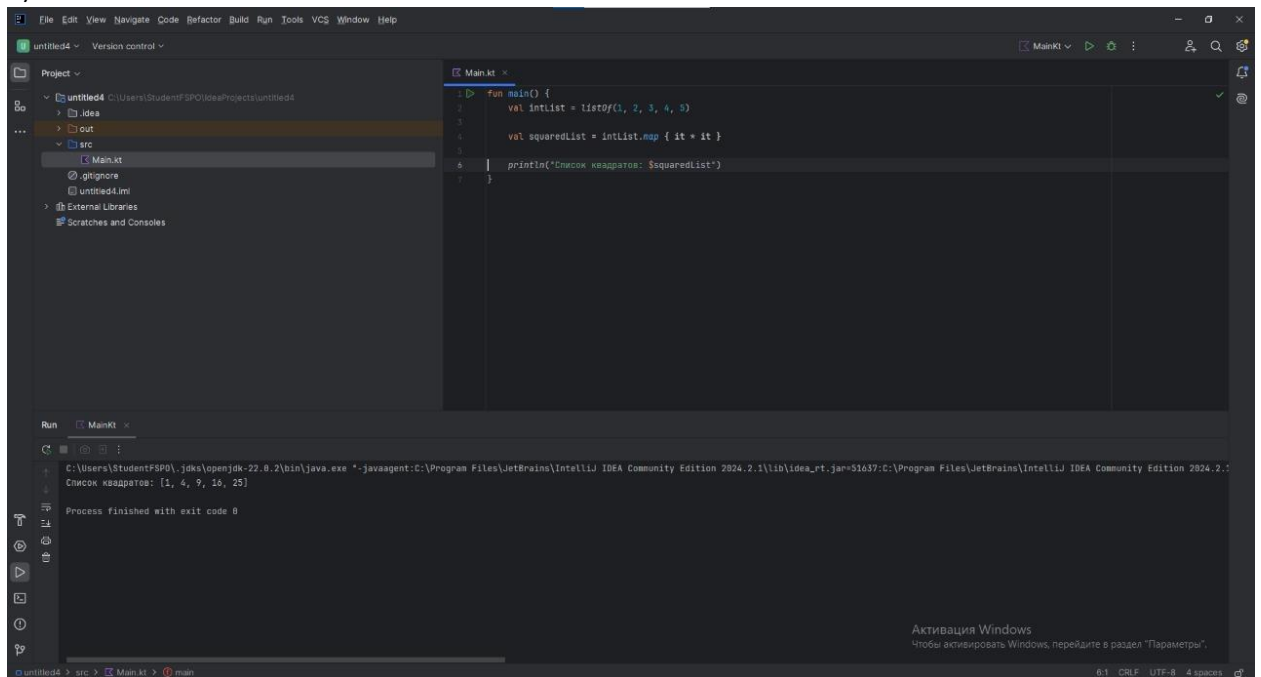 File Edit View Navigate Code Refactor Build Run Tools VCS Window Help
untitled4 Version control
MainKt
Project
Main.kt
untitled4 C:\Users\StudentFSPO\IdeaProjects\untitled4
.idea
out
src
Main.kt
.gitignore
untitled4.iml
External Libraries
Scratches and Consoles
1 fun main() {
2 val intList = listOf(1, 2, 3, 4, 5)
3
4 val squaredList = intList.map { it * it }
5
6 println("Список квадратов: $squaredList")
7 }
Run MainKt
C:\Users\StudentFSPO\.jdks\openjdk-22.0.2\bin\java.exe "-javaagent:C:\Program Files\JetBrains\IntelliJ IDEA Community Edition 2024.2.1\lib\idea_rt.jar=51637:C:\Program Files\JetBrains\IntelliJ IDEA Community Edition 2024.2.
Список квадратов: [1, 4, 9, 16, 25]
Process finished with exit code 0
Активация Windows
Чтобы активировать Windows, перейдите в раздел "Параметры".
untitled4 > src > Main.kt > main
6:1 CRLF UTF-8 4 spaces